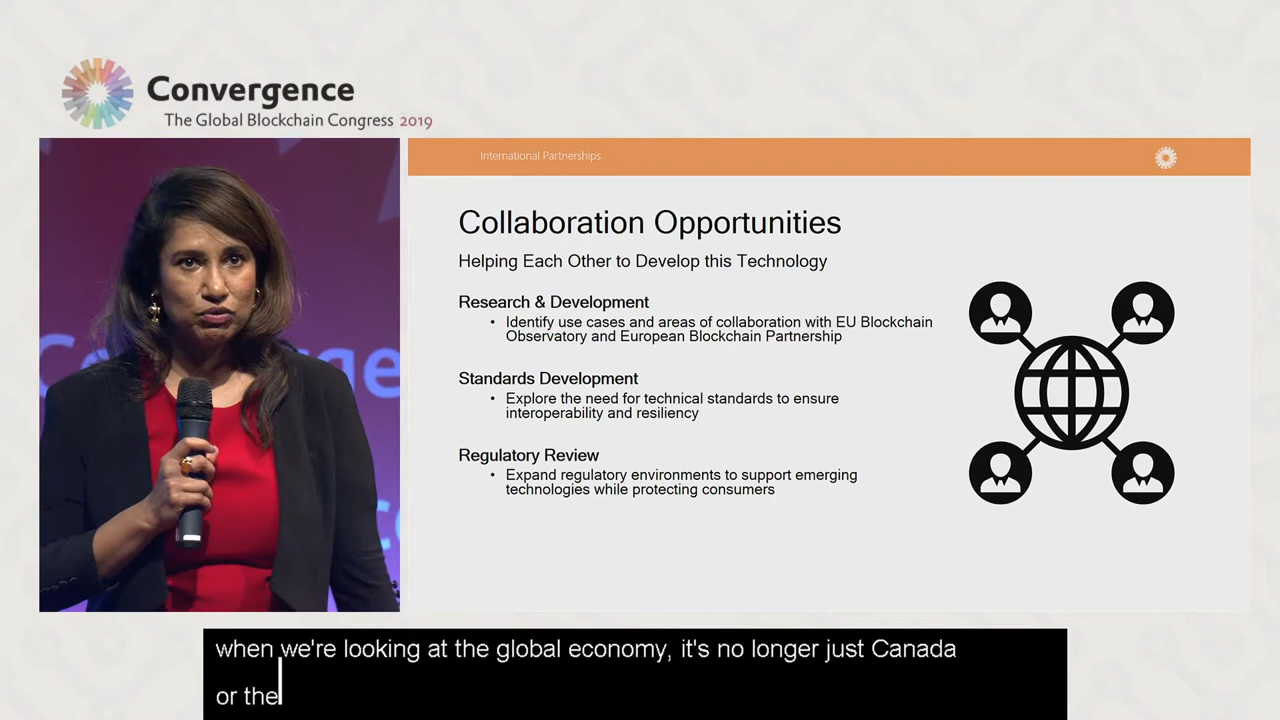 Convergence
The Global Blockchain Congress 2019
International Partnerships
Collaboration Opportunities
Helping Each Other to Develop this Technology
Research & Development
• Identify use cases and areas of collaboration with EU Blockchain
Observatory and European Blockchain Partnership
Standards Development
• Explore the need for technical standards to ensure
interoperability and resiliency
Regulatory Review
• Expand regulatory environments to support emerging
technologies while protecting consumers
when we're looking at the global economy, it's no longer just Canada
or the